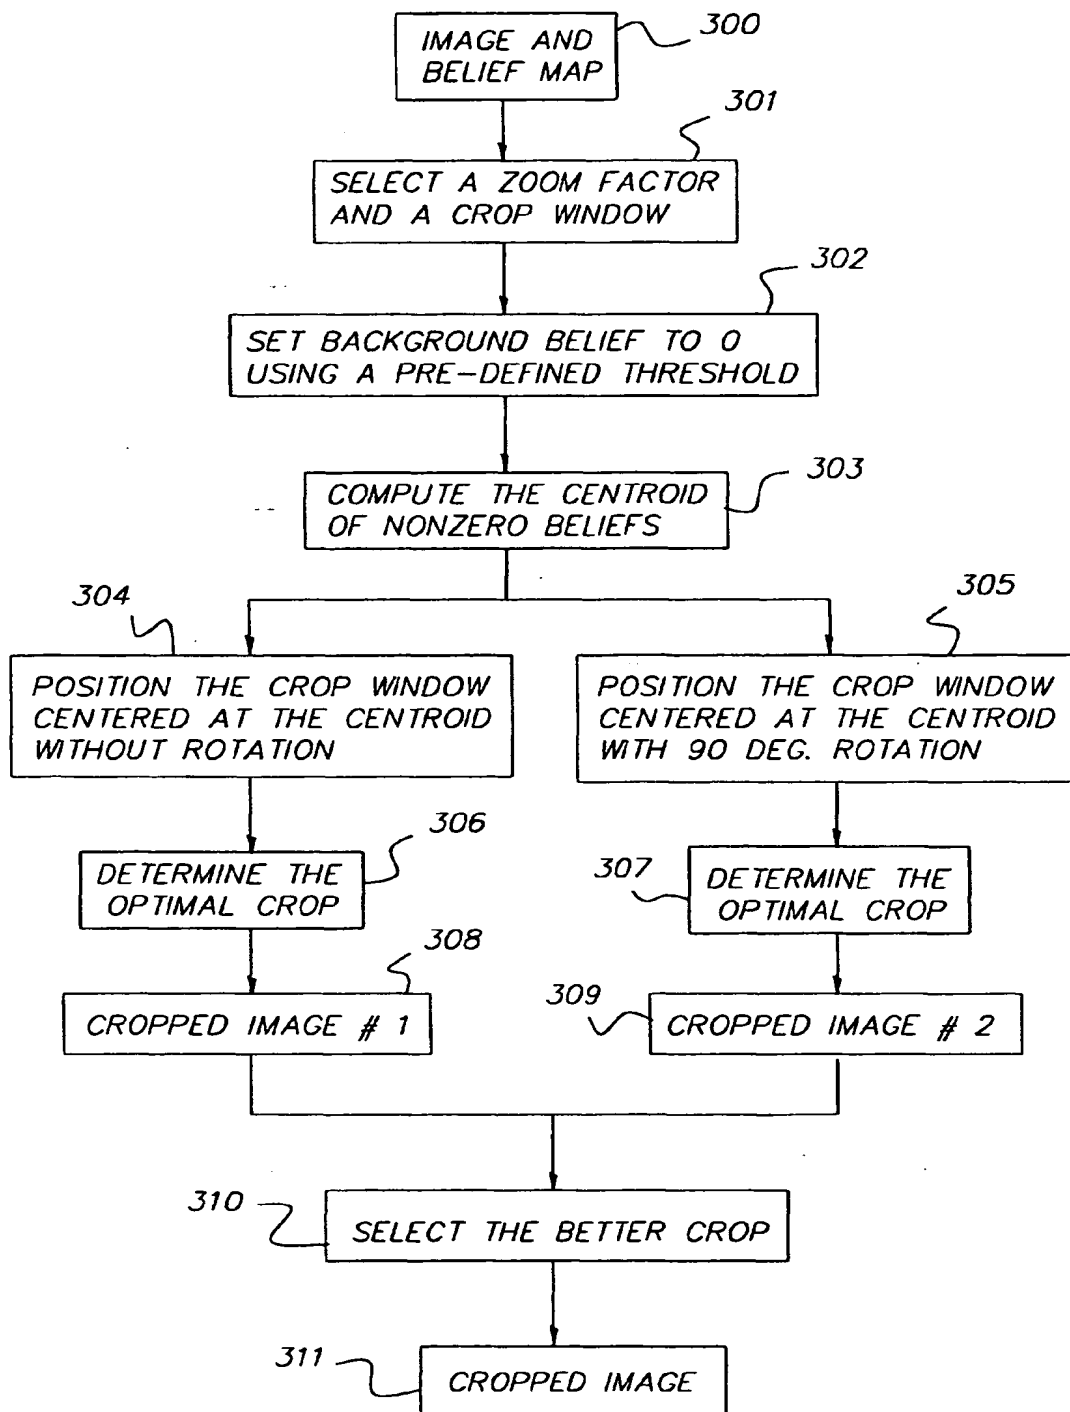 300
IMAGE AND
BELIEF MAP
301
SELECT A ZOOM FACTOR
AND A CROP WINDOW
302
SET BACKGROUND BELIEF TO 0
USING A PRE-DEFINED THRESHOLD
303
COMPUTE THE CENTROID
OF NONZERO BELIEFS
304
POSITION THE CROP WINDOW
CENTERED AT THE CENTROID
WITHOUT ROTATION
305
POSITION THE CROP WINDOW
CENTERED AT THE CENTROID
WITH 90 DEG. ROTATION
306
DETERMINE THE
OPTIMAL CROP
307
DETERMINE THE
OPTIMAL CROP
308
CROPPED IMAGE # 1
309
CROPPED IMAGE # 2
310
SELECT THE BETTER CROP
311
CROPPED IMAGE